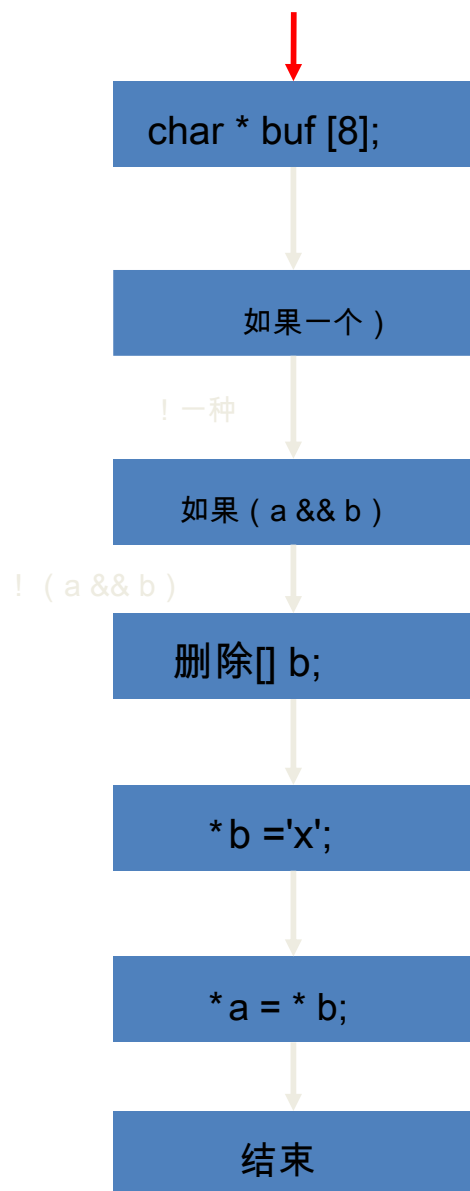 char * buf [8];
如果一个）
！一种
如果（a && b）
！（a && b）
删除[] b;
*b ='x';
*a = * b;
结束